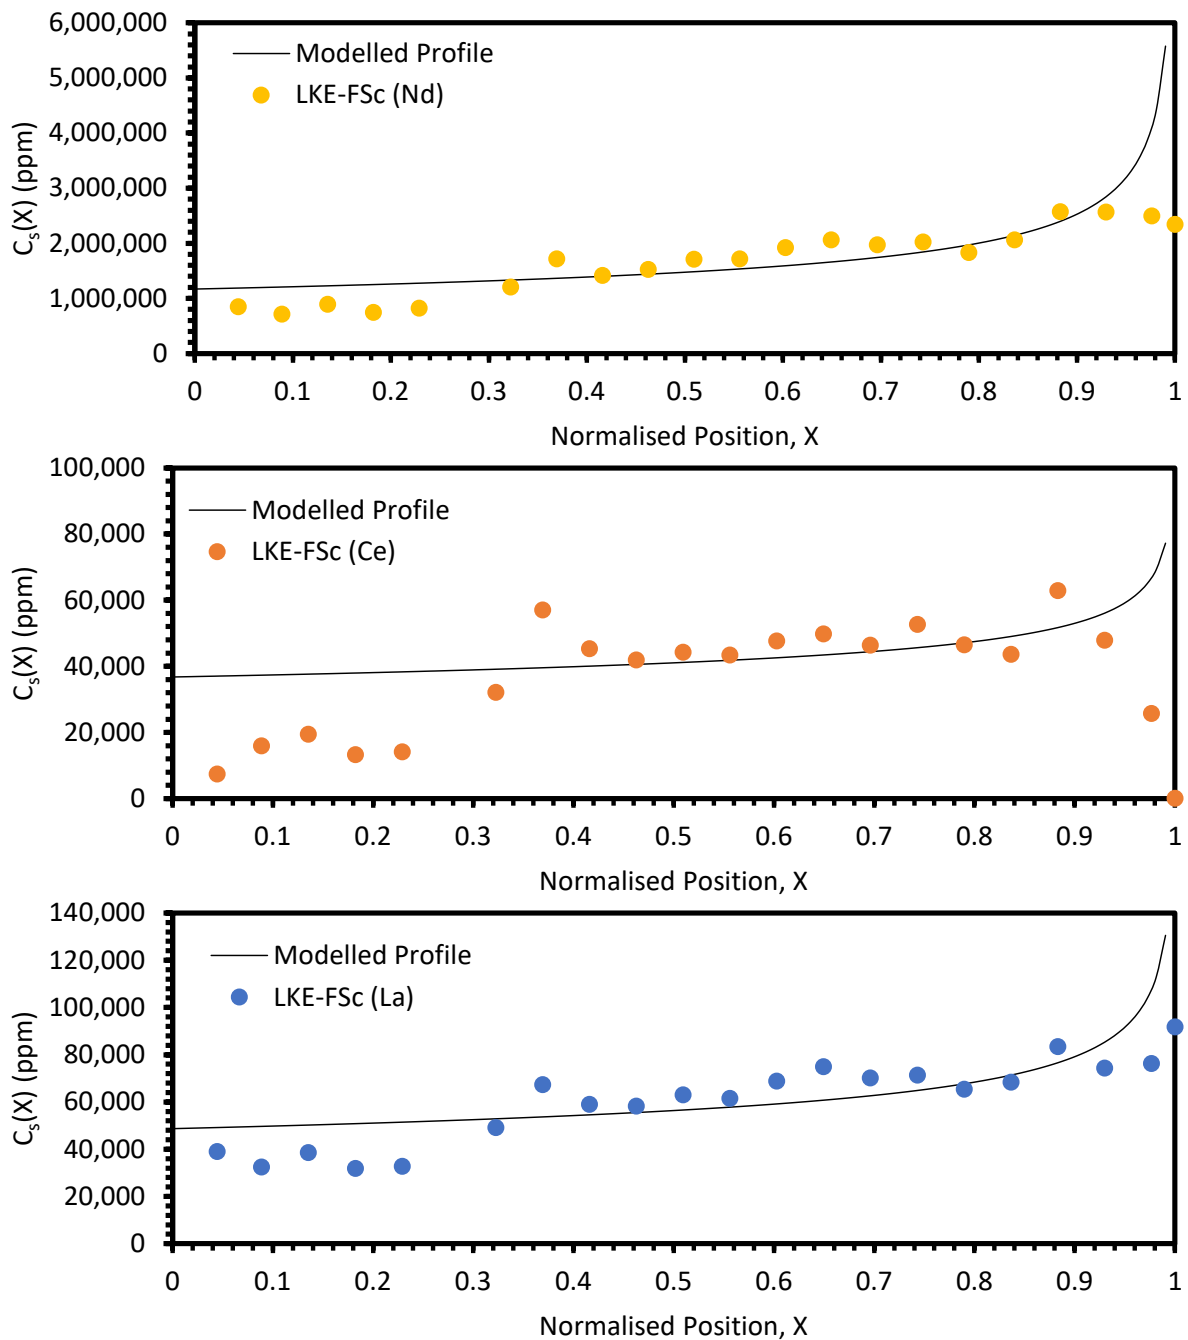 6,000,000
5,000,000
4,000,000
3,000,000
2,000,000
1,000,000
0
Cₛ(X) (ppm)
Modelled Profile
LKE-FSc (Nd)
0 0.1 0.2 0.3 0.4 0.5 0.6 0.7 0.8 0.9 1
Normalised Position, X
100,000
80,000
60,000
40,000
20,000
0
Cₛ(X) (ppm)
Modelled Profile
LKE-FSc (Ce)
0 0.1 0.2 0.3 0.4 0.5 0.6 0.7 0.8 0.9 1
Normalised Position, X
140,000
120,000
100,000
80,000
60,000
40,000
20,000
0
Cₛ(X) (ppm)
Modelled Profile
LKE-FSc (La)
0 0.1 0.2 0.3 0.4 0.5 0.6 0.7 0.8 0.9 1
Normalised Position, X